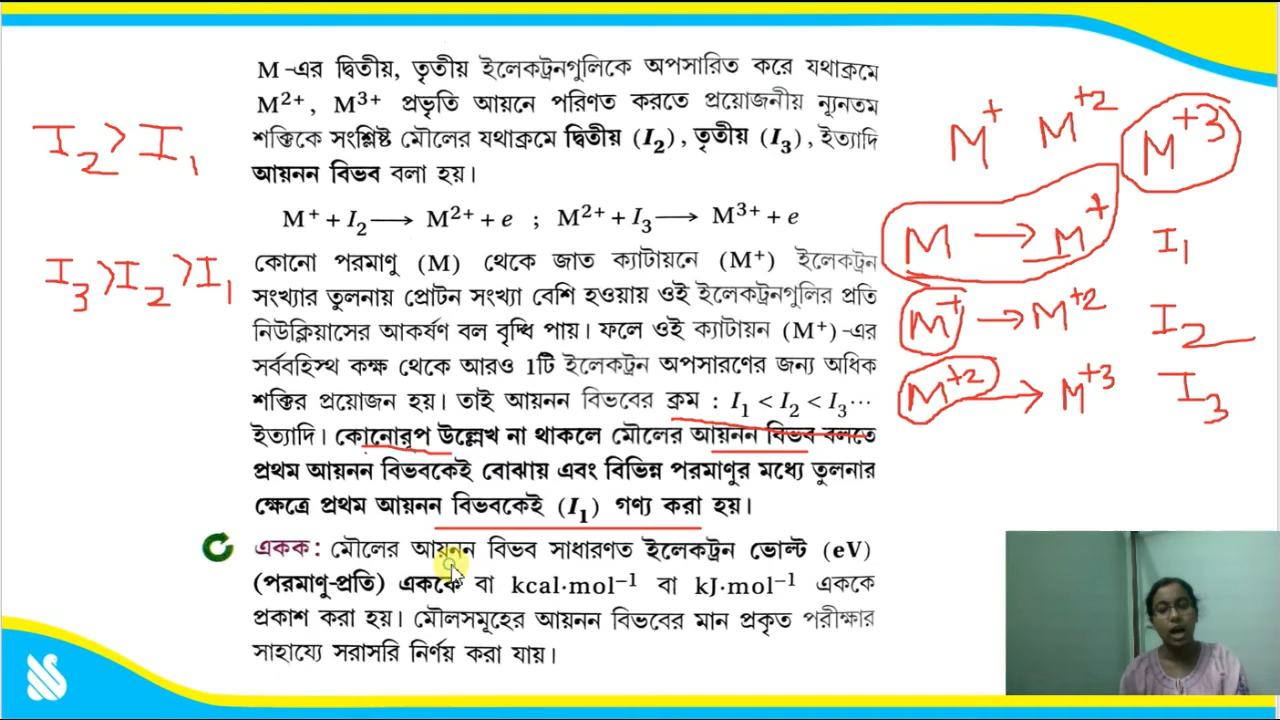 M-এর দ্বিতীয়, তৃতীয় ইলেকট্রনগুলিকে অপসারিত করে যথাক্রমে
M²⁺, M³⁺ প্রভৃতি আয়নে পরিণত করতে প্রয়োজনীয় ন্যূনতম
শক্তিকে সংশ্লিষ্ট মৌলের যথাক্রমে দ্বিতীয় (I₂), তৃতীয় (I₃), ইত্যাদি
আয়নন বিভব বলা হয়।
M⁺ + I₂ ⟶ M²⁺ + e ; M²⁺ + I₃ ⟶ M³⁺ + e
কোনো পরমাণু (M) থেকে জাত ক্যাটায়নে (M⁺) ইলেকট্রন
সংখ্যার তুলনায় প্রোটন সংখ্যা বেশি হওয়ায় ওই ইলেকট্রনগুলির প্রতি
নিউক্লিয়াসের আকর্ষণ বল বৃদ্ধি পায়। ফলে ওই ক্যাটায়ন (M⁺)-এর
সর্ববহিস্থ কক্ষ থেকে আরও 1টি ইলেকট্রন অপসারণের জন্য অধিক
শক্তির প্রয়োজন হয়। তাই আয়নন বিভবের ক্রম : I₁ < I₂ < I₃ ···
ইত্যাদি। কোনোরূপ উল্লেখ না থাকলে মৌলের আয়নন বিভব বলতে
প্রথম আয়নন বিভবকেই বোঝায় এবং বিভিন্ন পরমাণুর মধ্যে তুলনার
ক্ষেত্রে প্রথম আয়নন বিভবকেই (I₁) গণ্য করা হয়।
একক: মৌলের আয়নন বিভব সাধারণত ইলেকট্রন ভোল্ট (eV)
(পরমাণু-প্রতি) এককে বা kcal·mol⁻¹ বা kJ·mol⁻¹ এককে
প্রকাশ করা হয়। মৌলসমূহের আয়নন বিভবের মান প্রকৃত পরীক্ষার
সাহায্যে সরাসরি নির্ণয় করা যায়।
I₂ > I₁
I₃ > I₂ > I₁
M⁺ M⁺² M⁺³
M → M⁺ I₁
M⁺ → M⁺² I₂
M⁺² → M⁺³ I₃